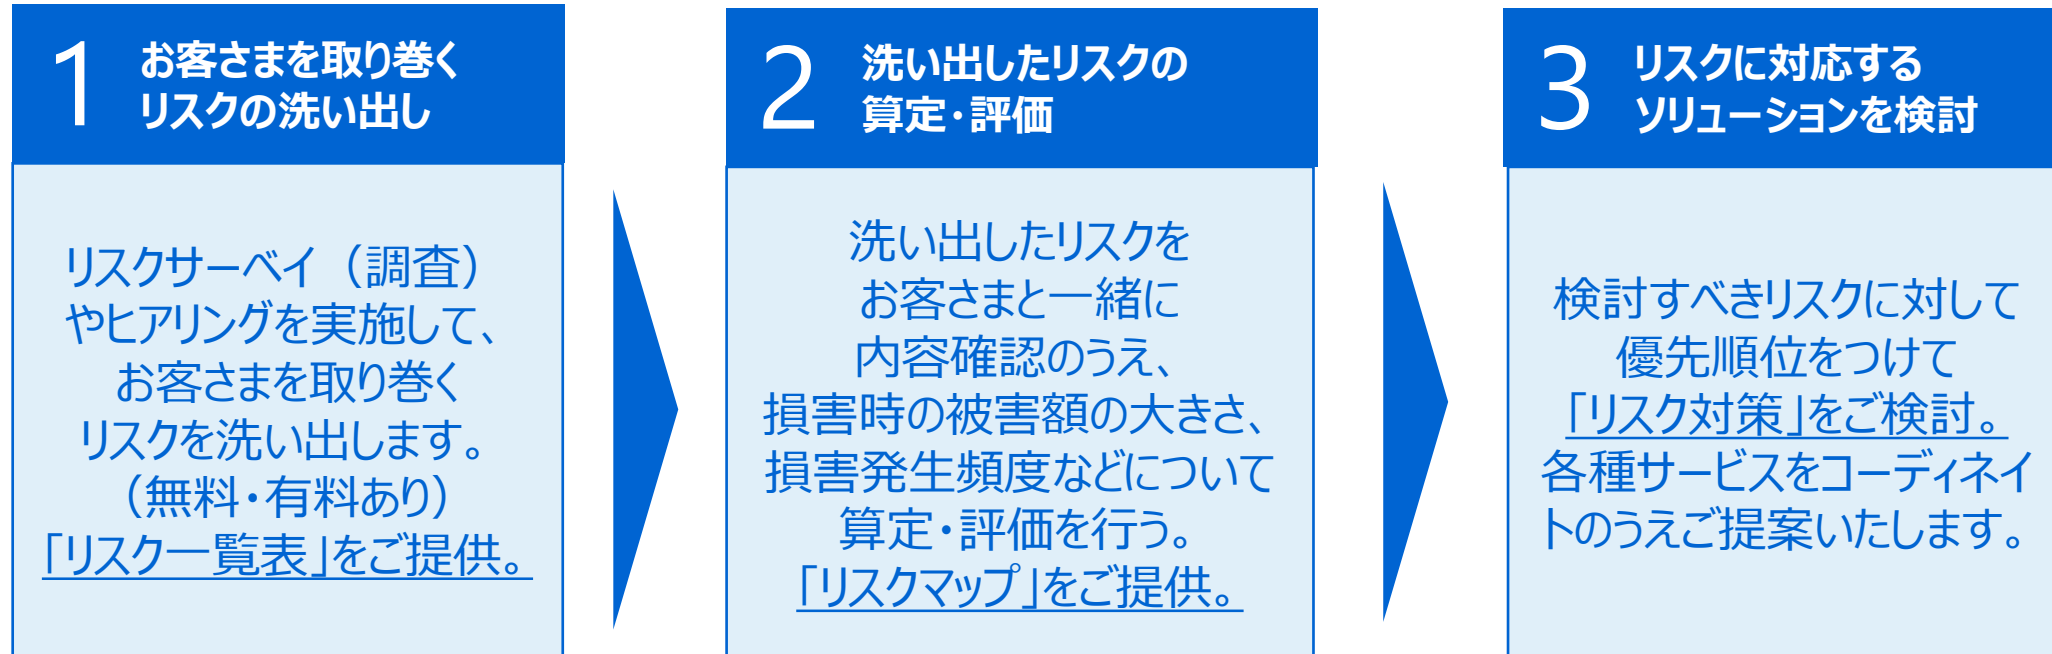 1
お客さまを取り巻く
リスクの洗い出し
リスクサーベイ（調査）
やヒアリングを実施して、
お客さまを取り巻く
リスクを洗い出します。
（無料・有料あり）
「リスク一覧表」をご提供。
2
洗い出したリスクの
算定・評価
洗い出したリスクを
お客さまと一緒に
内容確認のうえ、
損害時の被害額の大きさ、
損害発生頻度などについて
算定・評価を行う。
「リスクマップ」をご提供。
3
リスクに対応する
ソリューションを検討
検討すべきリスクに対して
優先順位をつけて
「リスク対策」をご検討。
各種サービスをコーディネイ
トのうえご提案いたします。